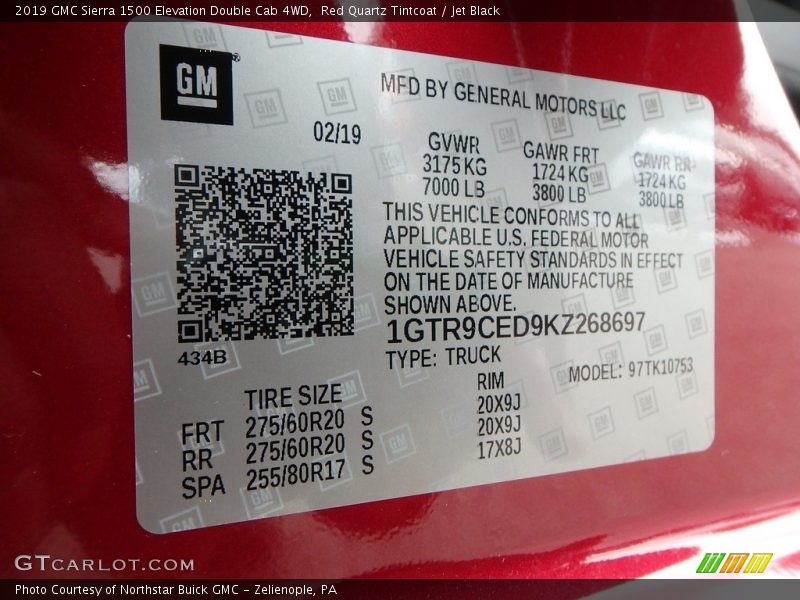 2019 GMC Sierra 1500 Elevation Double Cab 4WD,  Red Quartz Tintcoat / Jet Black
GM
MFD BY GENERAL MOTORS LLC
02/19
GVWR GAWR FRT GAWR RR
3175 KG 1724 KG 1724 KG
7000 LB 3800 LB 3800 LB
THIS VEHICLE CONFORMS TO ALL
APPLICABLE U.S. FEDERAL MOTOR
VEHICLE SAFETY STANDARDS IN EFFECT
ON THE DATE OF MANUFACTURE
SHOWN ABOVE.
1GTR9CED9KZ268697
434B
TYPE: TRUCK MODEL: 97TK10753
TIRE SIZE RIM
FRT 275/60R20 S 20X9J
RR 275/60R20 S 20X9J
SPA 255/80R17 S 17X8J
GTCARLOT.COM
Photo Courtesy of Northstar Buick GMC - Zelienople, PA